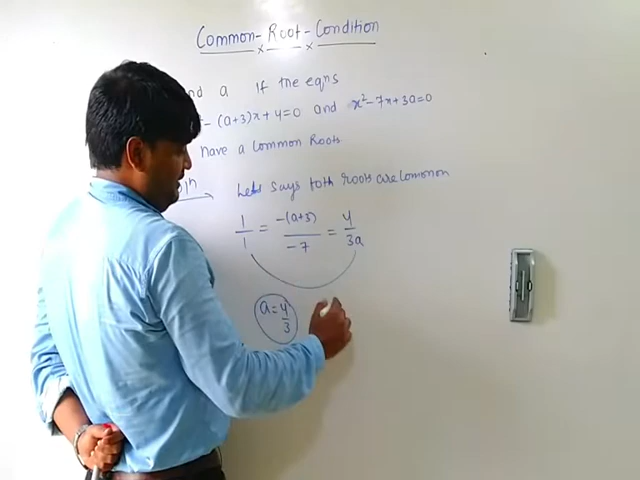 Common-Root-Condition
nd a if the eqns
- (a+3)x+4=0 and x²-7x+3a=0
have a common Roots
Let's says both roots are common
1/1 = -(a+3)/-7 = 4/3a
a=4/3